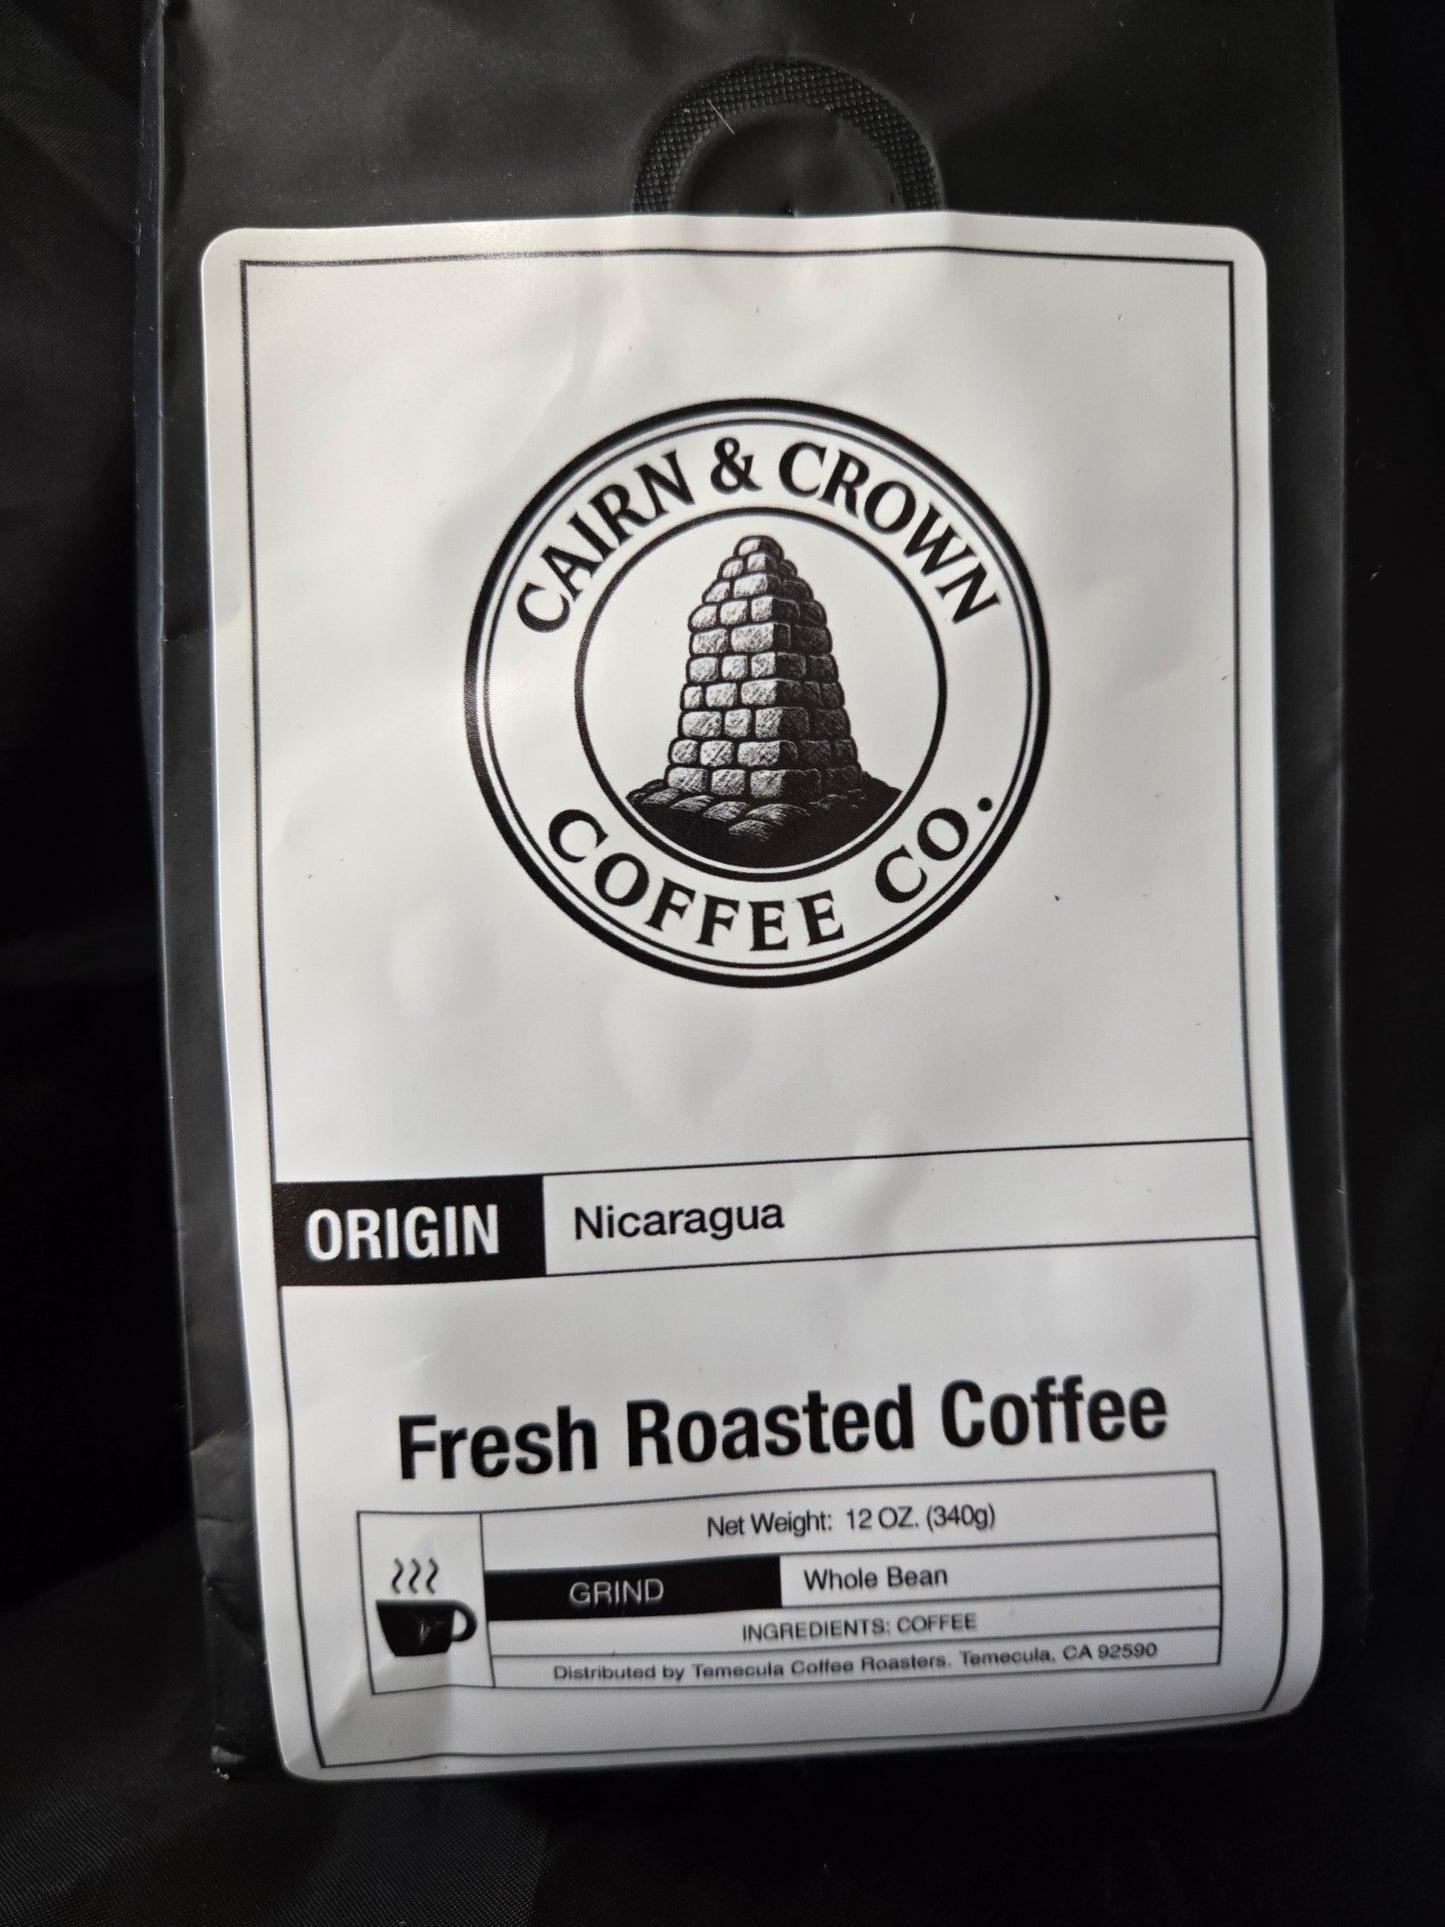 CAIRN & CROWN
COFFEE CO.
ORIGIN Nicaragua
Fresh Roasted Coffee
Net Weight: 12 OZ. (340g)
GRIND Whole Bean
INGREDIENTS: COFFEE
Distributed by Temecula Coffee Roasters. Temecula, CA 92590